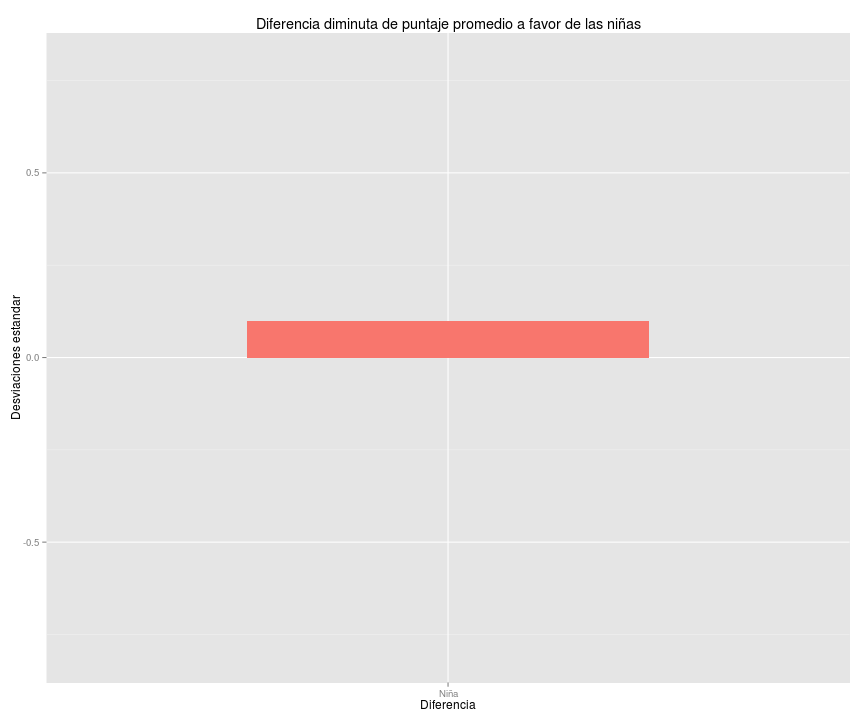 Diferencia diminuta de puntaje promedio a favor de las niñas
Desviaciones estandar
0.5
0.0
-0.5
Niña
Diferencia